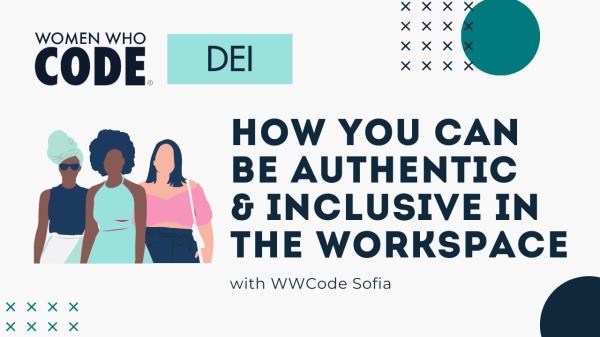 WOMEN WHO
CODE®
DEI
HOW YOU CAN
BE AUTHENTIC
& INCLUSIVE IN
THE WORKSPACE
with WWCode Sofia